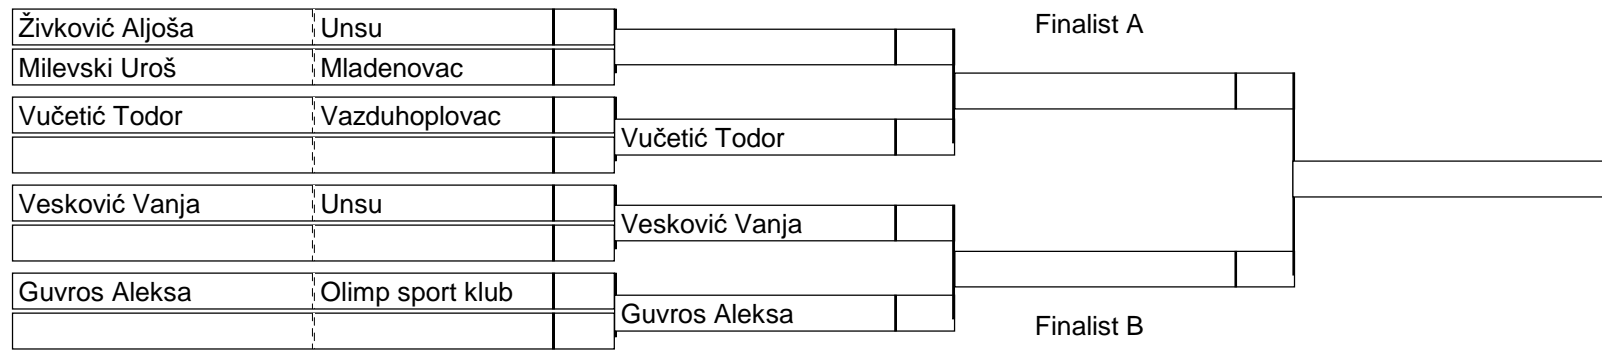 Živković Aljoša Unsu
Milevski Uroš Mladenovac
Vučetić Todor Vazduhoplovac
Vesković Vanja Unsu
Guvros Aleksa Olimp sport klub
Vučetić Todor
Vesković Vanja
Guvros Aleksa
Finalist A
Finalist B